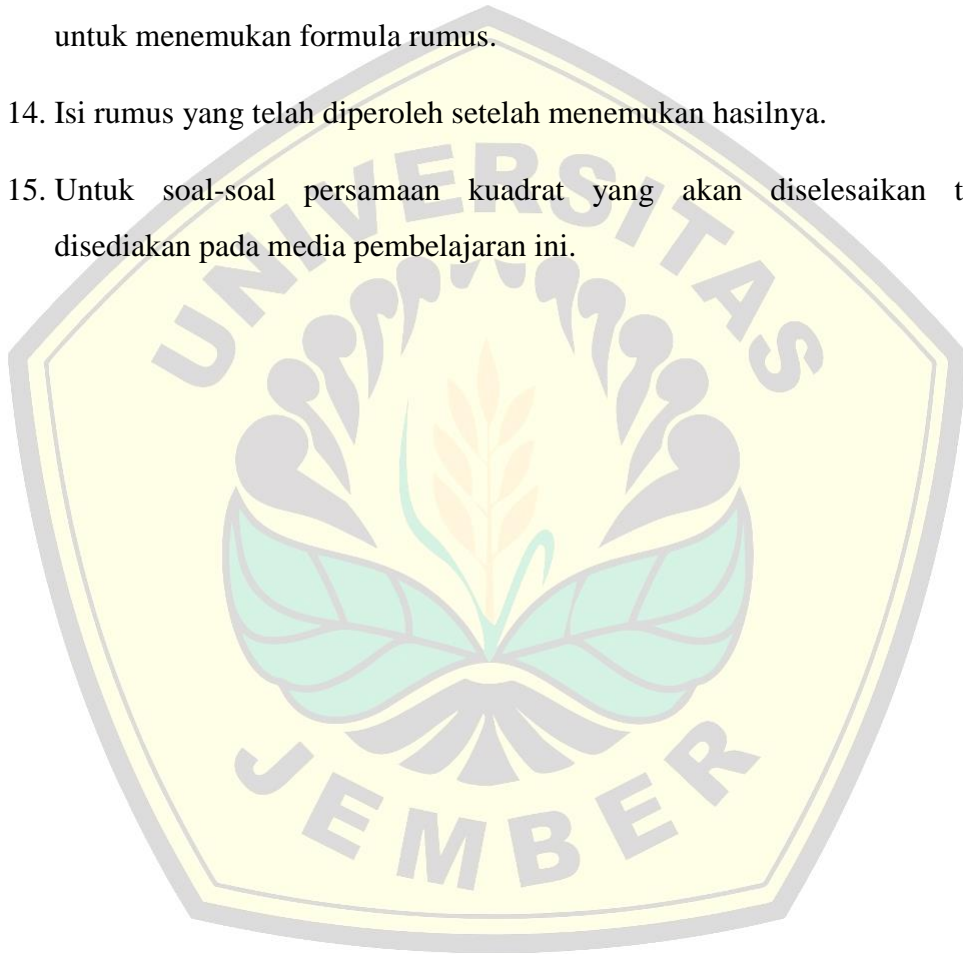 untuk menemukan formula rumus.
14. Isi rumus yang telah diperoleh setelah menemukan hasilnya.
15. Untuk soal-soal persamaan kuadrat yang akan diselesaikan t
disediakan pada media pembelajaran ini.
UNIVERSITAS
JEMBER